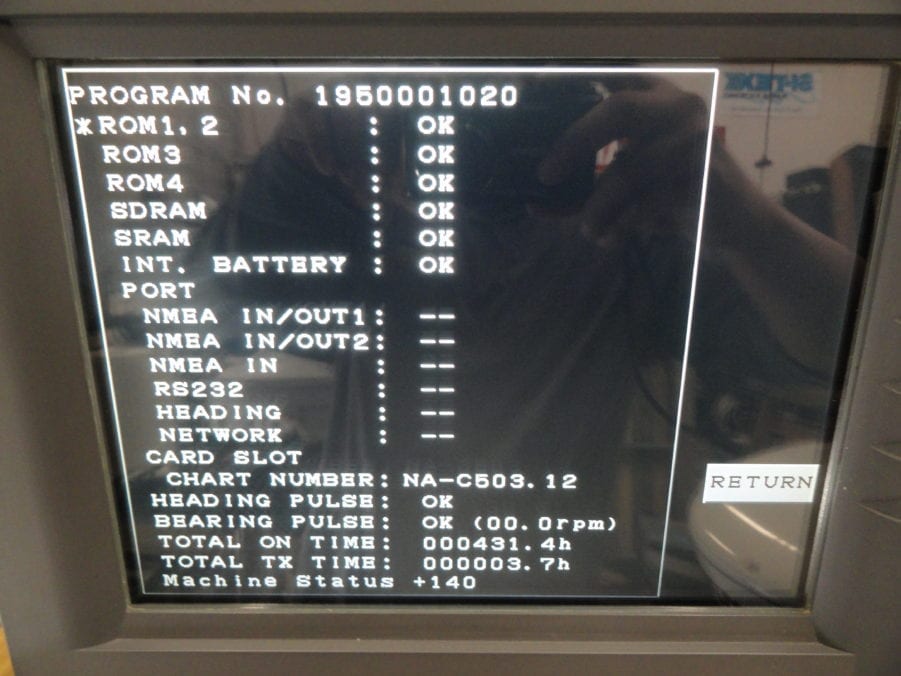 PROGRAM No. 1950001020
*ROM1,2 : OK
ROM3 : OK
ROM4 : OK
SDRAM : OK
SRAM : OK
INT. BATTERY : OK
PORT
NMEA IN/OUT1: --
NMEA IN/OUT2: --
NMEA IN : --
RS232 : --
HEADING : --
NETWORK : --
CARD SLOT
CHART NUMBER: NA-C503.12
HEADING PULSE: OK
BEARING PULSE: OK (00.0rpm)
TOTAL ON TIME: 000431.4h
TOTAL TX TIME: 000003.7h
Machine Status +140
RETURN